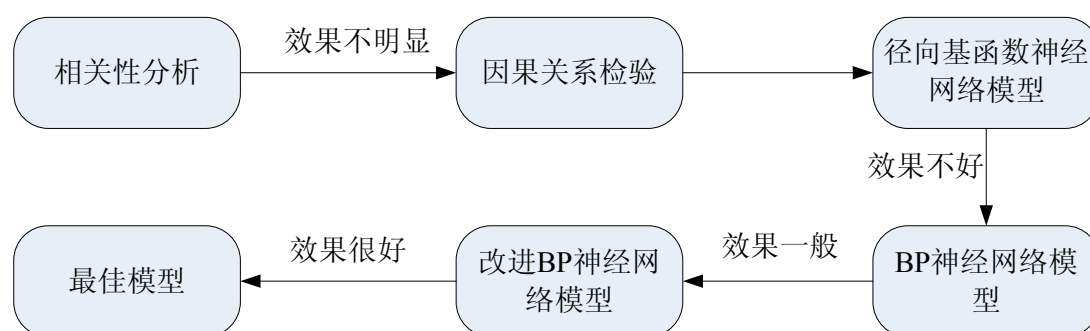 相关性分析
效果不明显
因果关系检验
径向基函数神经
网络模型
效果不好
BP神经网络模
型
效果一般
改进BP神经网
络模型
效果很好
最佳模型